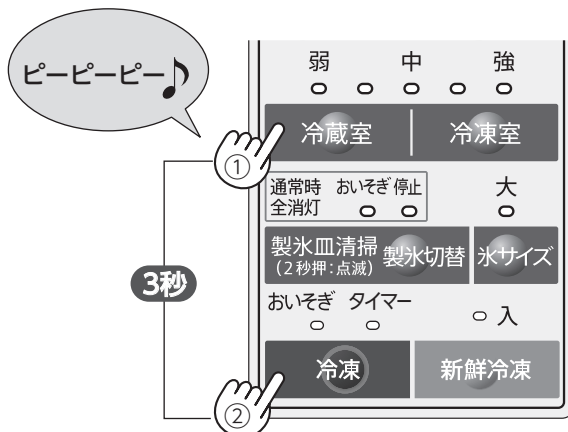 ピーピーピー♪
弱 中 強
冷蔵室 冷凍室
①
通常時 おいそぎ 停止 大
全消灯
製氷皿清掃 製氷切替 氷サイズ
(2秒押:点滅)
3秒
おいそぎ タイマー 入
冷凍 新鮮冷凍
②